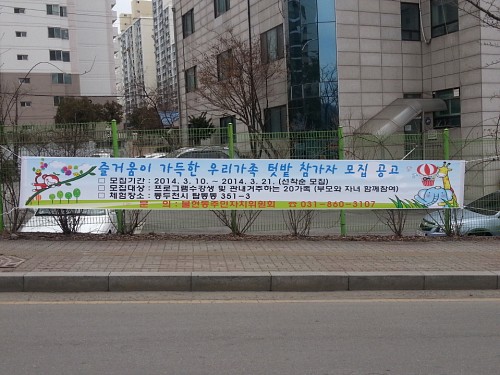 즐거움이 가득한 우리가족 텃밭 참가자 모집 공고
□ 모집기간 : 2014. 3. 10. ~ 2014. 3. 21. (선착순 모집)
□ 모집대상 : 프로그램수강생 및 관내거주하는 20가족 (부모와 자녀 함께참여)
□ 체험장소 : 동두천시 탑동동 351-3
문 의 : 불현동주민자치위원회 ☎ 031-860-3107